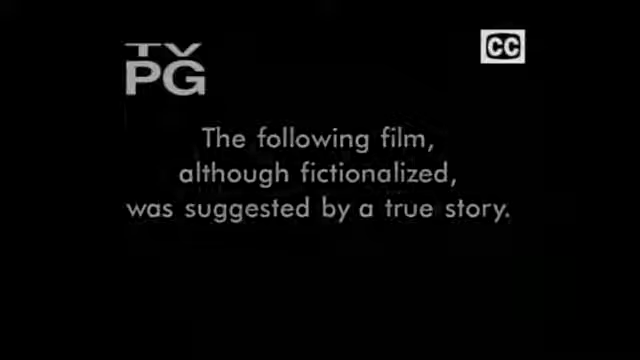 TV
PG
CC
The following film,
although fictionalized,
was suggested by a true story.